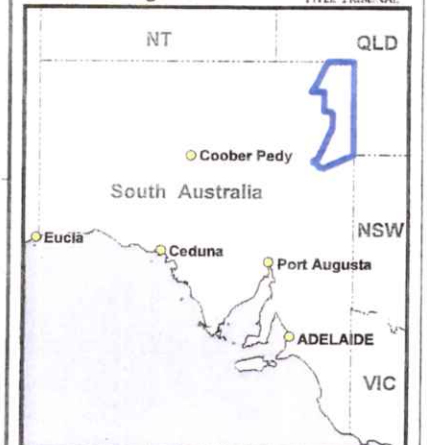 NT
QLD
Coober Pedy
South Australia
NSW
Eucla
Ceduna
Port Augusta
ADELAIDE
VIC